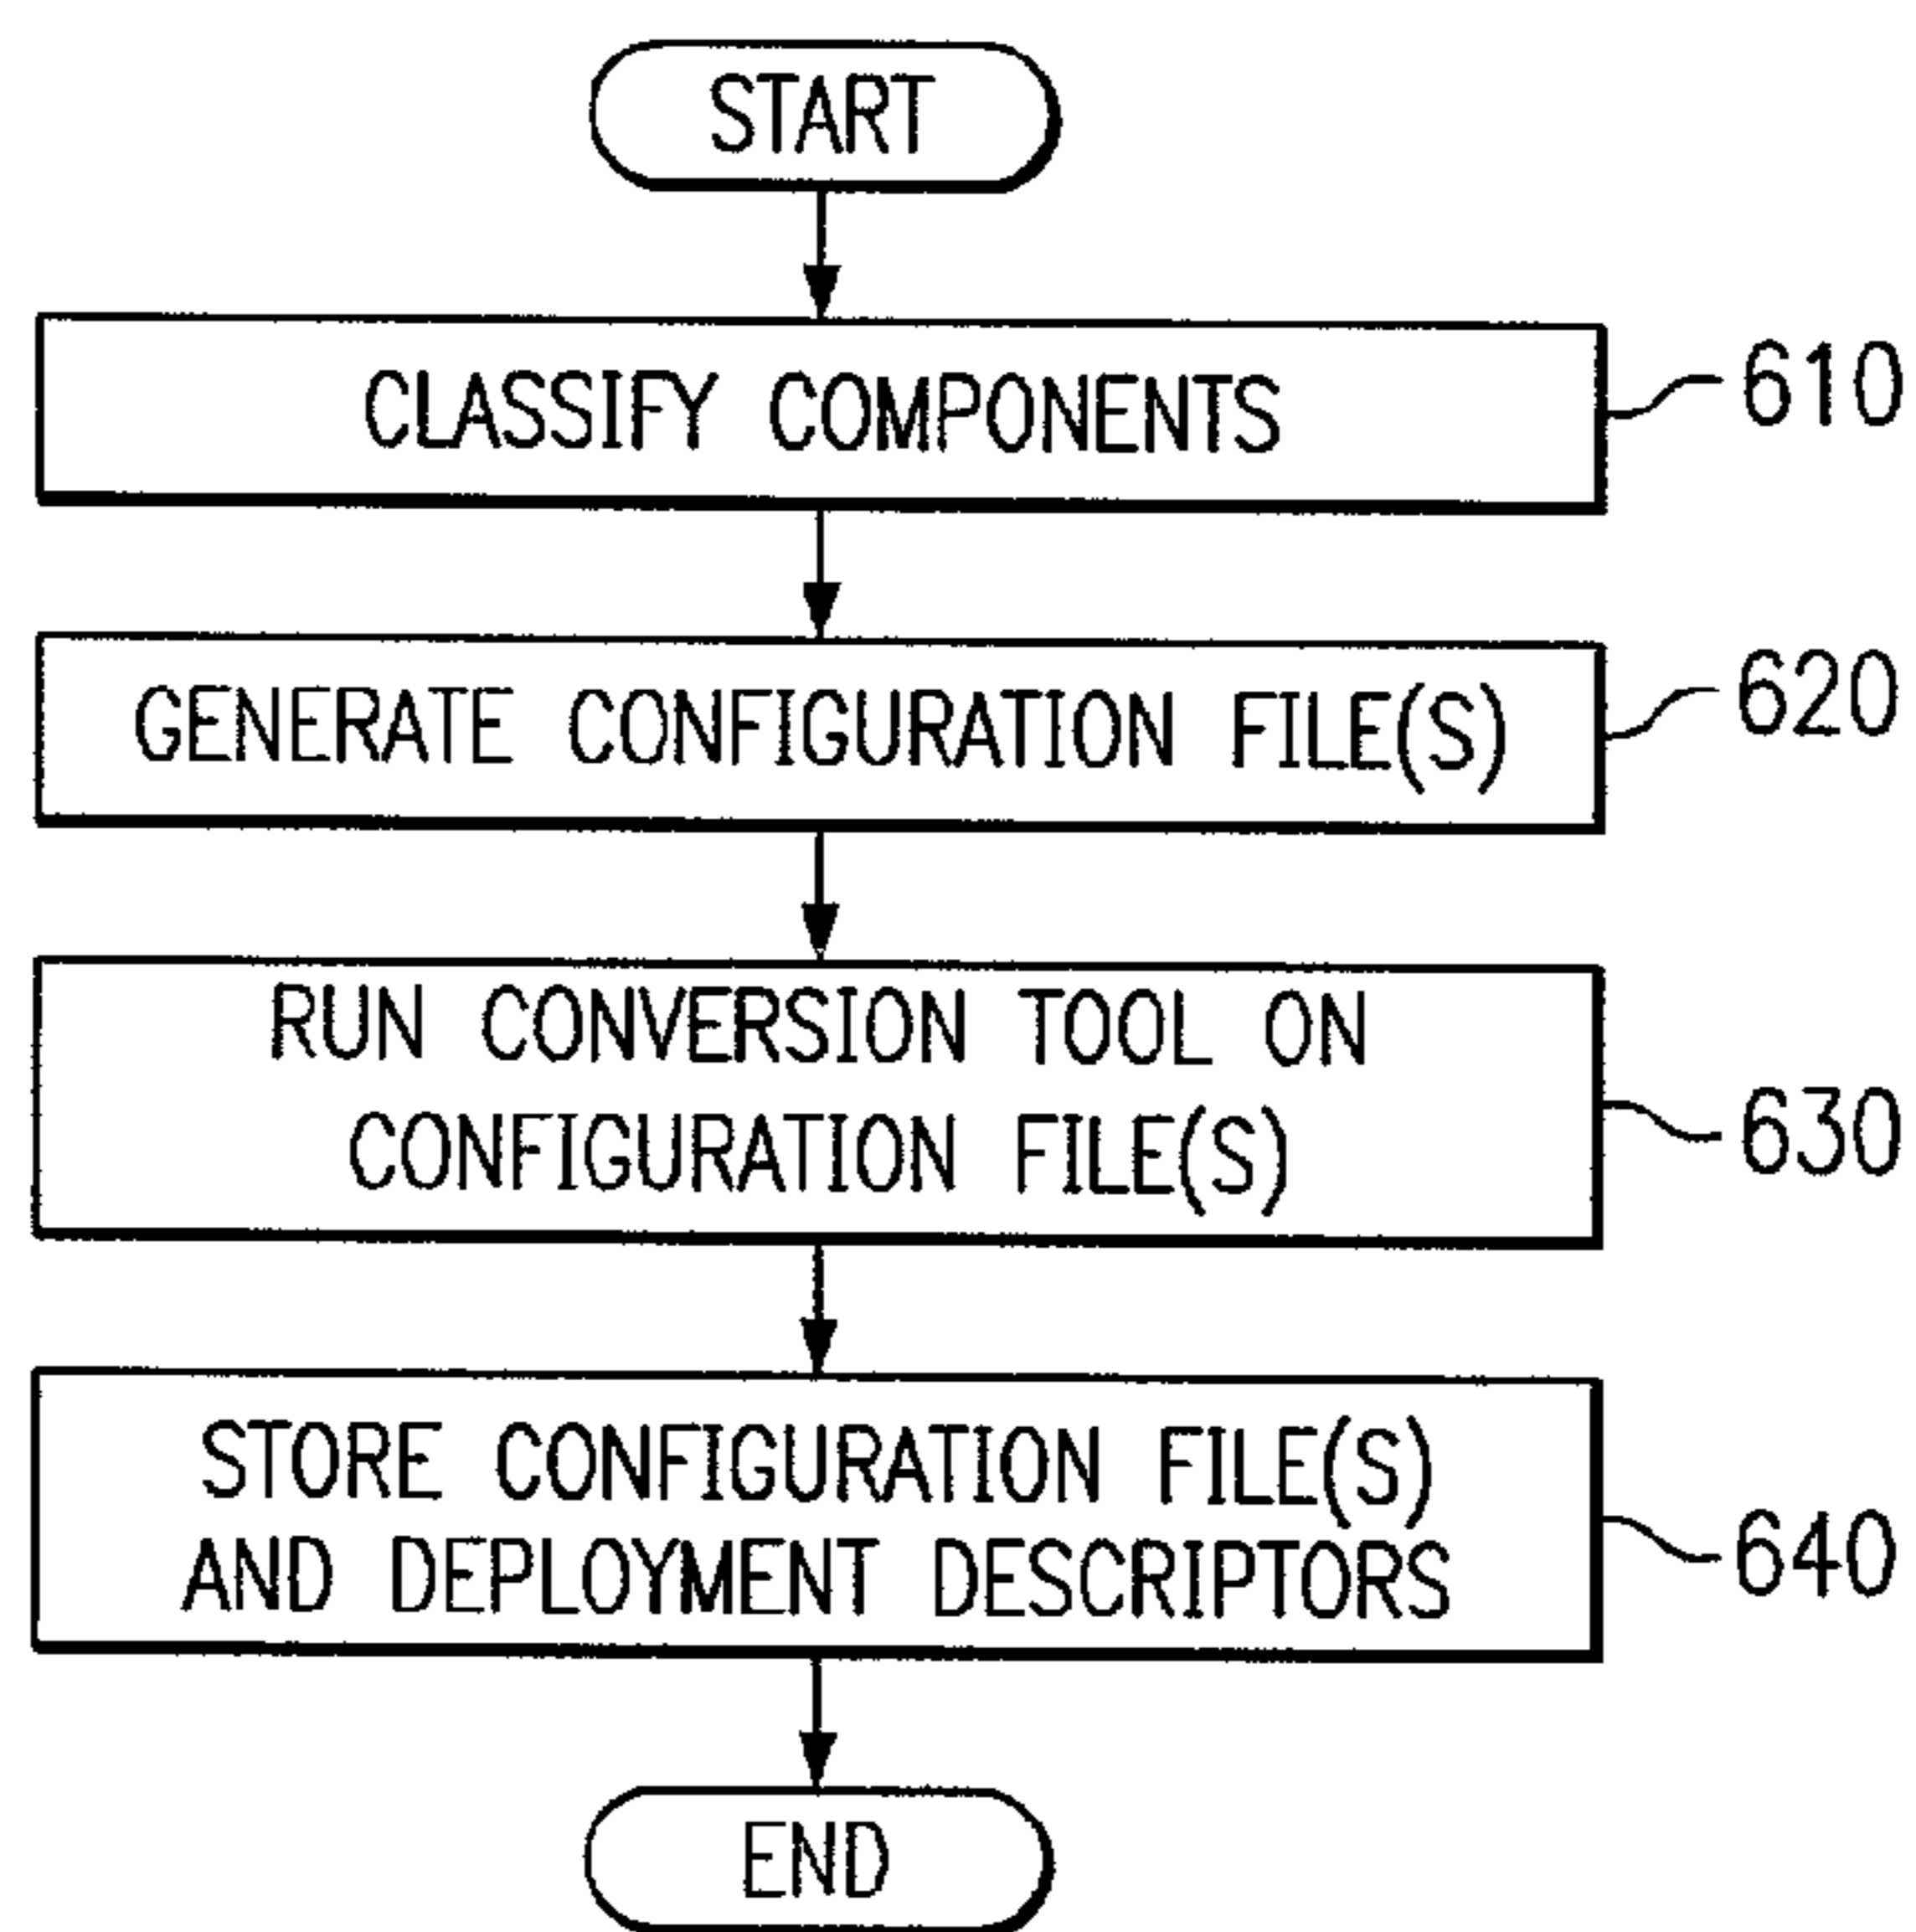 START
CLASSIFY COMPONENTS
610
GENERATE CONFIGURATION FILE(S)
620
RUN CONVERSION TOOL ON
CONFIGURATION FILE(S)
630
STORE CONFIGURATION FILE(S)
AND DEPLOYMENT DESCRIPTORS
640
END